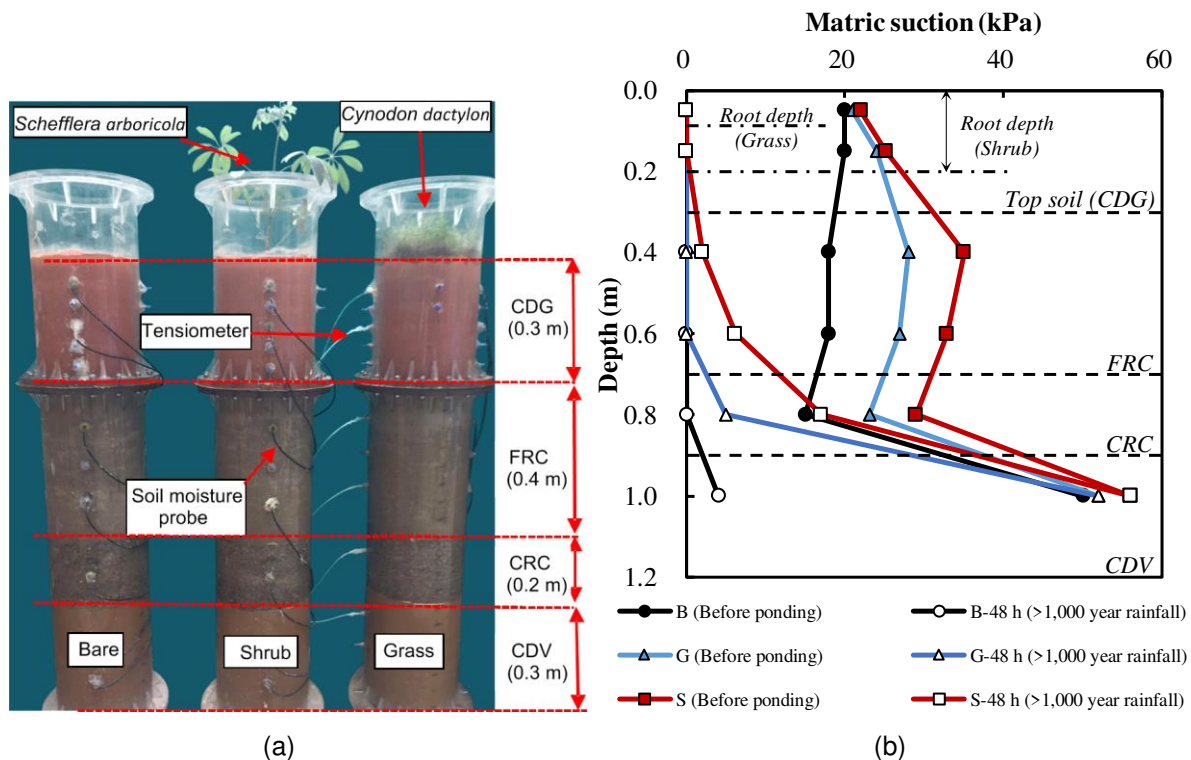 Schefflera arboricola
Cynodon dactylon
Tensiometer
Soil moisture
probe
Bare
Shrub
Grass
CDG
(0.3 m)
FRC
(0.4 m)
CRC
(0.2 m)
CDV
(0.3 m)
(a)
Matric suction (kPa)
0 20 40 60
Depth (m)
0.0
0.2
0.4
0.6
0.8
1.0
1.2
Root depth
(Grass)
Root depth
(Shrub)
Top soil (CDG)
FRC
CRC
CDV
B (Before ponding)
B-48 h (>1,000 year rainfall)
G (Before ponding)
G-48 h (>1,000 year rainfall)
S (Before ponding)
S-48 h (>1,000 year rainfall)
(b)